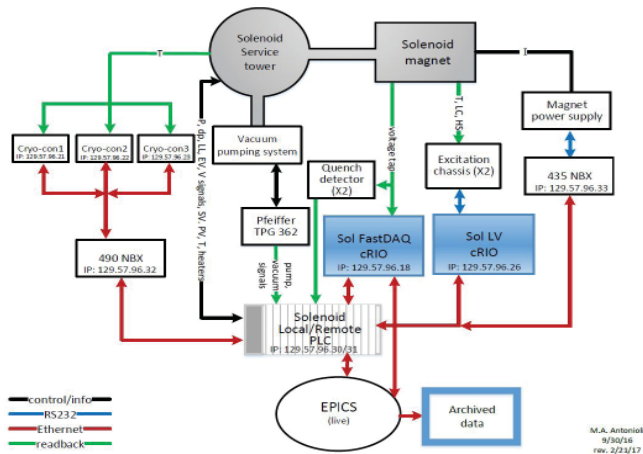 Solenoid
Service
tower
Solenoid
magnet
T
I
Cryo-con1
IP: 129.57.96.21
Cryo-con2
IP: 129.57.96.22
Cryo-con3
IP: 129.57.96.23
P, dp, LL, EV, V signals, SV, PV, T, heaters
Vacuum
pumping system
voltage tap
T, LC, HS
Magnet
power supply
Quench
detector
(X2)
Excitation
chassis (X2)
435 NBX
IP: 129.57.96.33
Pfeiffer
TPG 362
490 NBX
IP: 129.57.96.32
Sol FastDAQ
cRIO
IP: 129.57.96.18
Sol LV
cRIO
IP: 129.57.96.26
pump,
vacuum
signals
Solenoid
Local/Remote
PLC
IP: 129.57.96.30/31
EPICS
(live)
Archived
data
control/info
RS232
Ethernet
readback
M.A. Antonioli
9/30/16
rev. 2/21/17